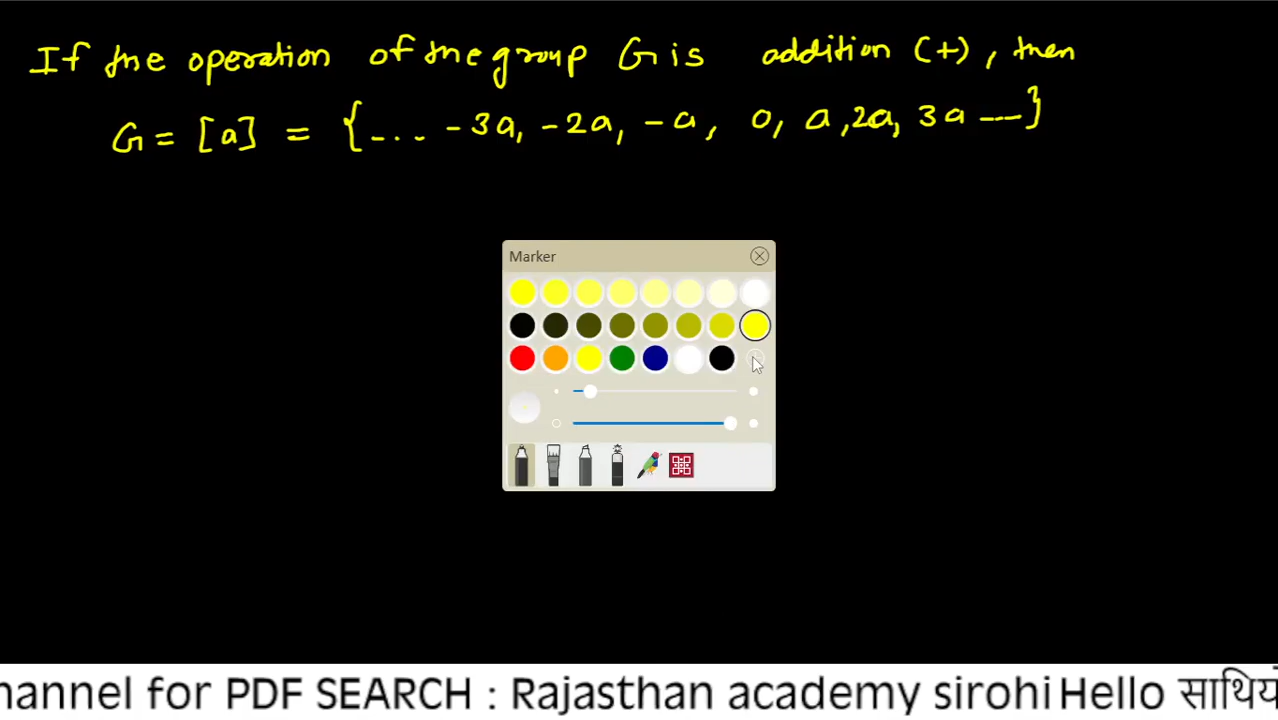 If the operation of the group G is addition (+), then
G = [a] = {... -3a, -2a, -a, 0, a, 2a, 3a ---}
Marker
hannel for PDF SEARCH : Rajasthan academy sirohi Hello साथिय